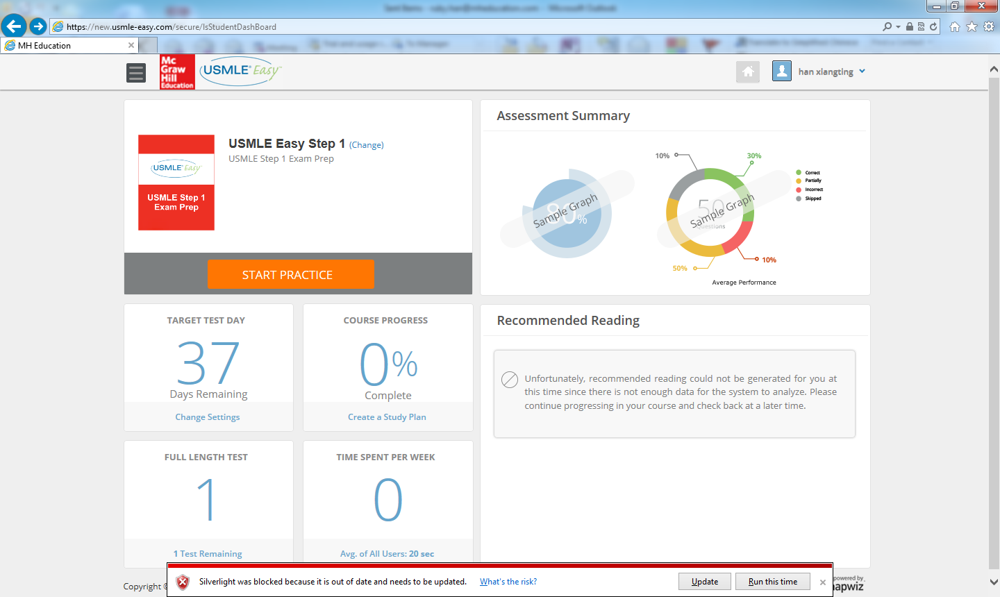 https://new.usmle-easy.com/secure/IsStudentDashBoard
MH Education
Mc
Graw
Hill
Education
USMLE® Easy™
han xiangting
USMLE® Easy
USMLE Step 1
Exam Prep
USMLE Easy Step 1 (Change)
USMLE Step 1 Exam Prep
START PRACTICE
Assessment Summary
80%
Sample Graph
10%
30%
50
Questions
Sample Graph
50%
10%
Correct
Partially
Incorrect
Skipped
Average Performance
TARGET TEST DAY
37
Days Remaining
Change Settings
COURSE PROGRESS
0%
Complete
Create a Study Plan
Recommended Reading
Unfortunately, recommended reading could not be generated for you at
this time since there is not enough data for the system to analyze. Please
continue progressing in your course and check back at a later time.
FULL LENGTH TEST
1
1 Test Remaining
TIME SPENT PER WEEK
0
Avg. of All Users: 20 sec
Copyright ©
powered by
Silverlight was blocked because it is out of date and needs to be updated.
What's the risk?
Update
Run this time